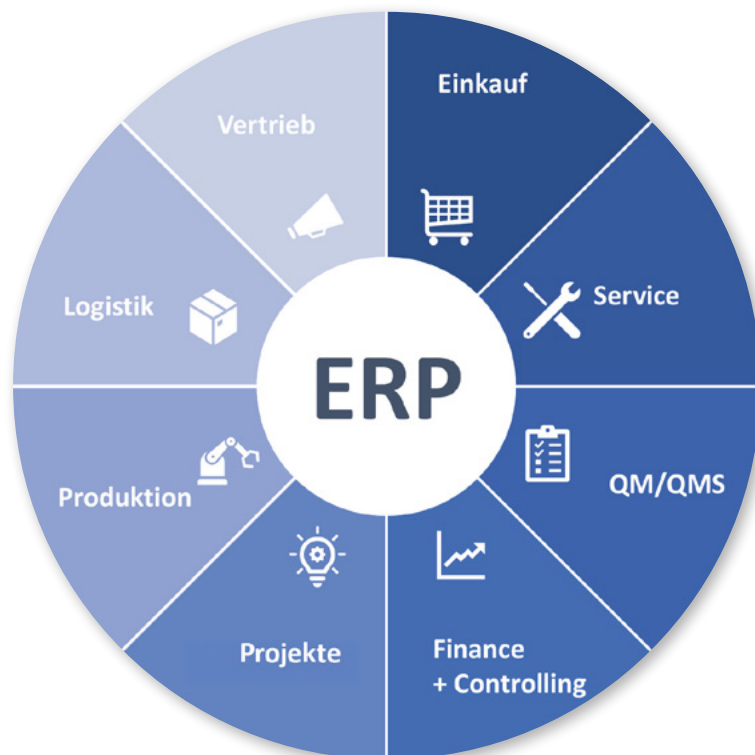 Einkauf
Service
QM/QMS
Finance
+ Controlling
Projekte
Produktion
Logistik
Vertrieb
ERP